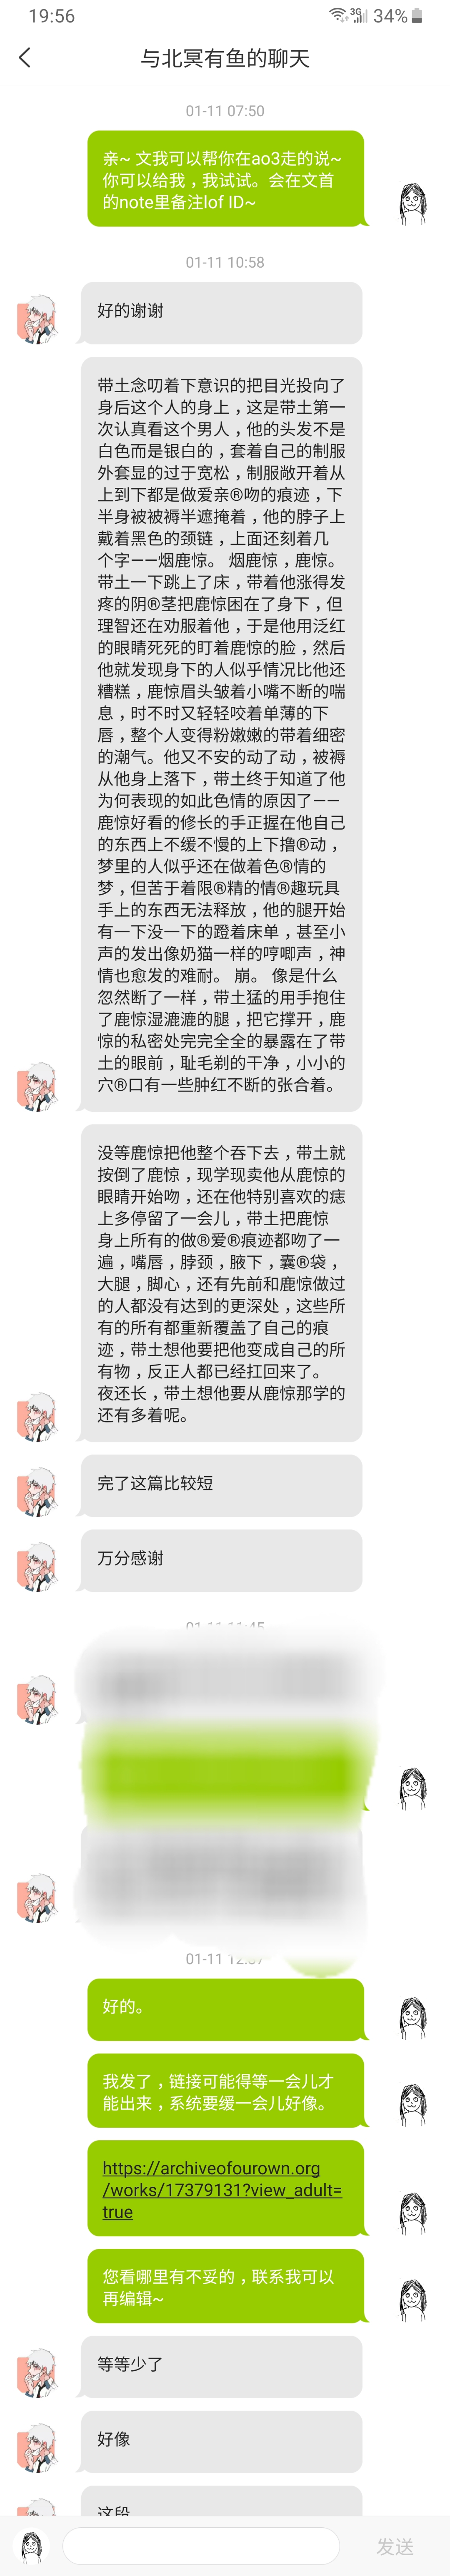 19:56
3G
34%
与北冥有鱼的聊天
01-11 07:50
亲~ 文我可以帮你在ao3走的说~
你可以给我，我试试。会在文首
的note里备注lof ID~
01-11 10:58
好的谢谢
带土念叨着下意识的把目光投向了
身后这个人的身上，这是带土第一
次认真看这个男人，他的头发不是
白色而是银白的，套着自己的制服
外套显的过于宽松，制服敞开着从
上到下都是做爱亲®吻的痕迹，下
半身被被褥半遮掩着，他的脖子上
戴着黑色的颈链，上面还刻着几
个字——烟鹿惊。 烟鹿惊，鹿惊。
带土一下跳上了床，带着他涨得发
疼的阴®茎把鹿惊困在了身下，但
理智还在劝服着他，于是他用泛红
的眼睛死死的盯着鹿惊的脸，然后
他就发现身下的人似乎情况比他还
糟糕，鹿惊眉头皱着小嘴不断的喘
息，时不时又轻轻咬着单薄的下
唇，整个人变得粉嫩嫩的带着细密
的潮气。他又不安的动了动，被褥
从他身上落下，带土终于知道了他
为何表现的如此色情的原因了——
鹿惊好看的修长的手正握在他自己
的东西上不缓不慢的上下撸®动，
梦里的人似乎还在做着色®情的
梦，但苦于着限®精的情®趣玩具
手上的东西无法释放，他的腿开始
有一下没一下的蹬着床单，甚至小
声的发出像奶猫一样的哼唧声，神
情也愈发的难耐。 崩。 像是什么
忽然断了一样，带土猛的用手抱住
了鹿惊湿漉漉的腿，把它撑开，鹿
惊的私密处完完全全的暴露在了带
土的眼前，耻毛剃的干净，小小的
穴®口有一些肿红不断的张合着。
没等鹿惊把他整个吞下去，带土就
按倒了鹿惊，现学现卖他从鹿惊的
眼睛开始吻，还在他特别喜欢的痣
上多停留了一会儿，带土把鹿惊
身上所有的做®爱®痕迹都吻了一
遍，嘴唇，脖颈，腋下，囊®袋，
大腿，脚心，还有先前和鹿惊做过
的人都没有达到的更深处，这些所
有的所有都重新覆盖了自己的痕
迹，带土想他要把他变成自己的所
有物，反正人都已经扛回来了。
夜还长，带土想他要从鹿惊那学的
还有多着呢。
完了这篇比较短
万分感谢
01-11 11:45
01-11 12:37
好的。
我发了，链接可能得等一会儿才
能出来，系统要缓一会儿好像。
https://archiveofourown.org
/works/17379131?view_adult=
true
您看哪里有不妥的，联系我可以
再编辑~
等等少了
好像
这段
发送